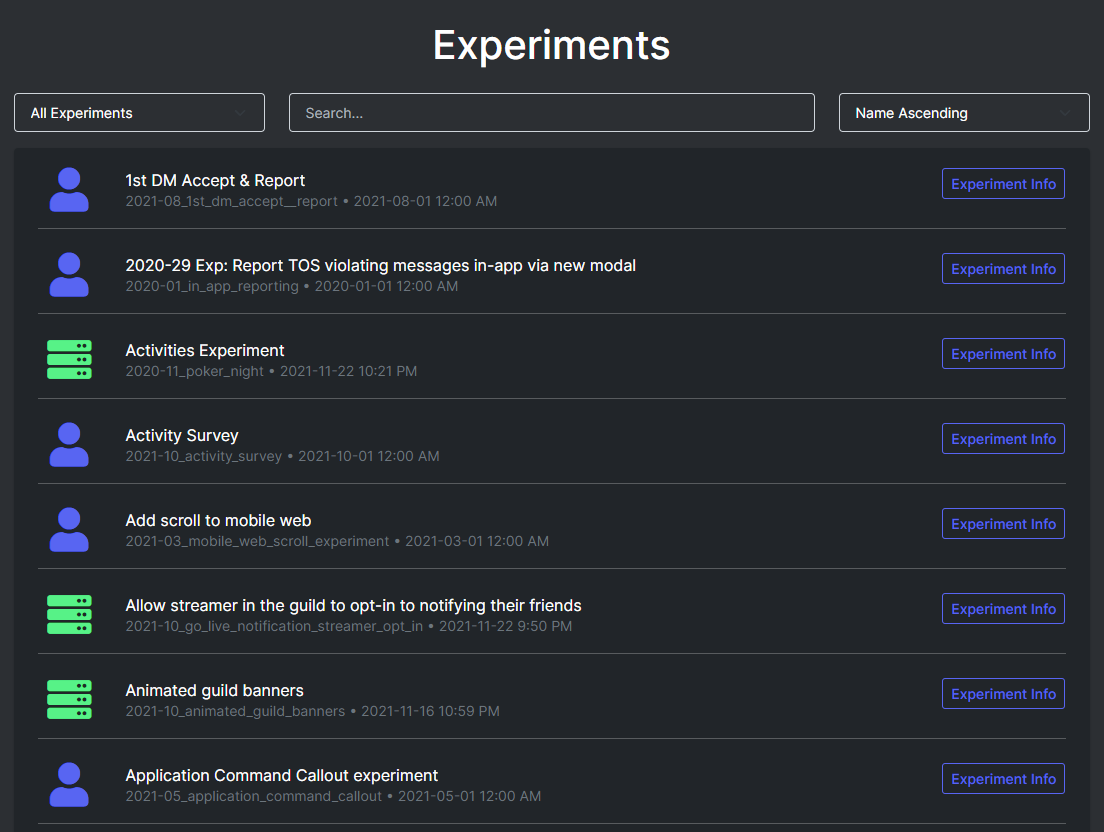 Experiments
All Experiments
Search...
Name Ascending
1st DM Accept & Report
Experiment Info
2021-08_1st_dm_accept__report • 2021-08-01 12:00 AM
2020-29 Exp: Report TOS violating messages in-app via new modal
Experiment Info
2020-01_in_app_reporting • 2020-01-01 12:00 AM
Activities Experiment
Experiment Info
2020-11_poker_night • 2021-11-22 10:21 PM
Activity Survey
Experiment Info
2021-10_activity_survey • 2021-10-01 12:00 AM
Add scroll to mobile web
Experiment Info
2021-03_mobile_web_scroll_experiment • 2021-03-01 12:00 AM
Allow streamer in the guild to opt-in to notifying their friends
Experiment Info
2021-10_go_live_notification_streamer_opt_in • 2021-11-22 9:50 PM
Animated guild banners
Experiment Info
2021-10_animated_guild_banners • 2021-11-16 10:59 PM
Application Command Callout experiment
Experiment Info
2021-05_application_command_callout • 2021-05-01 12:00 AM